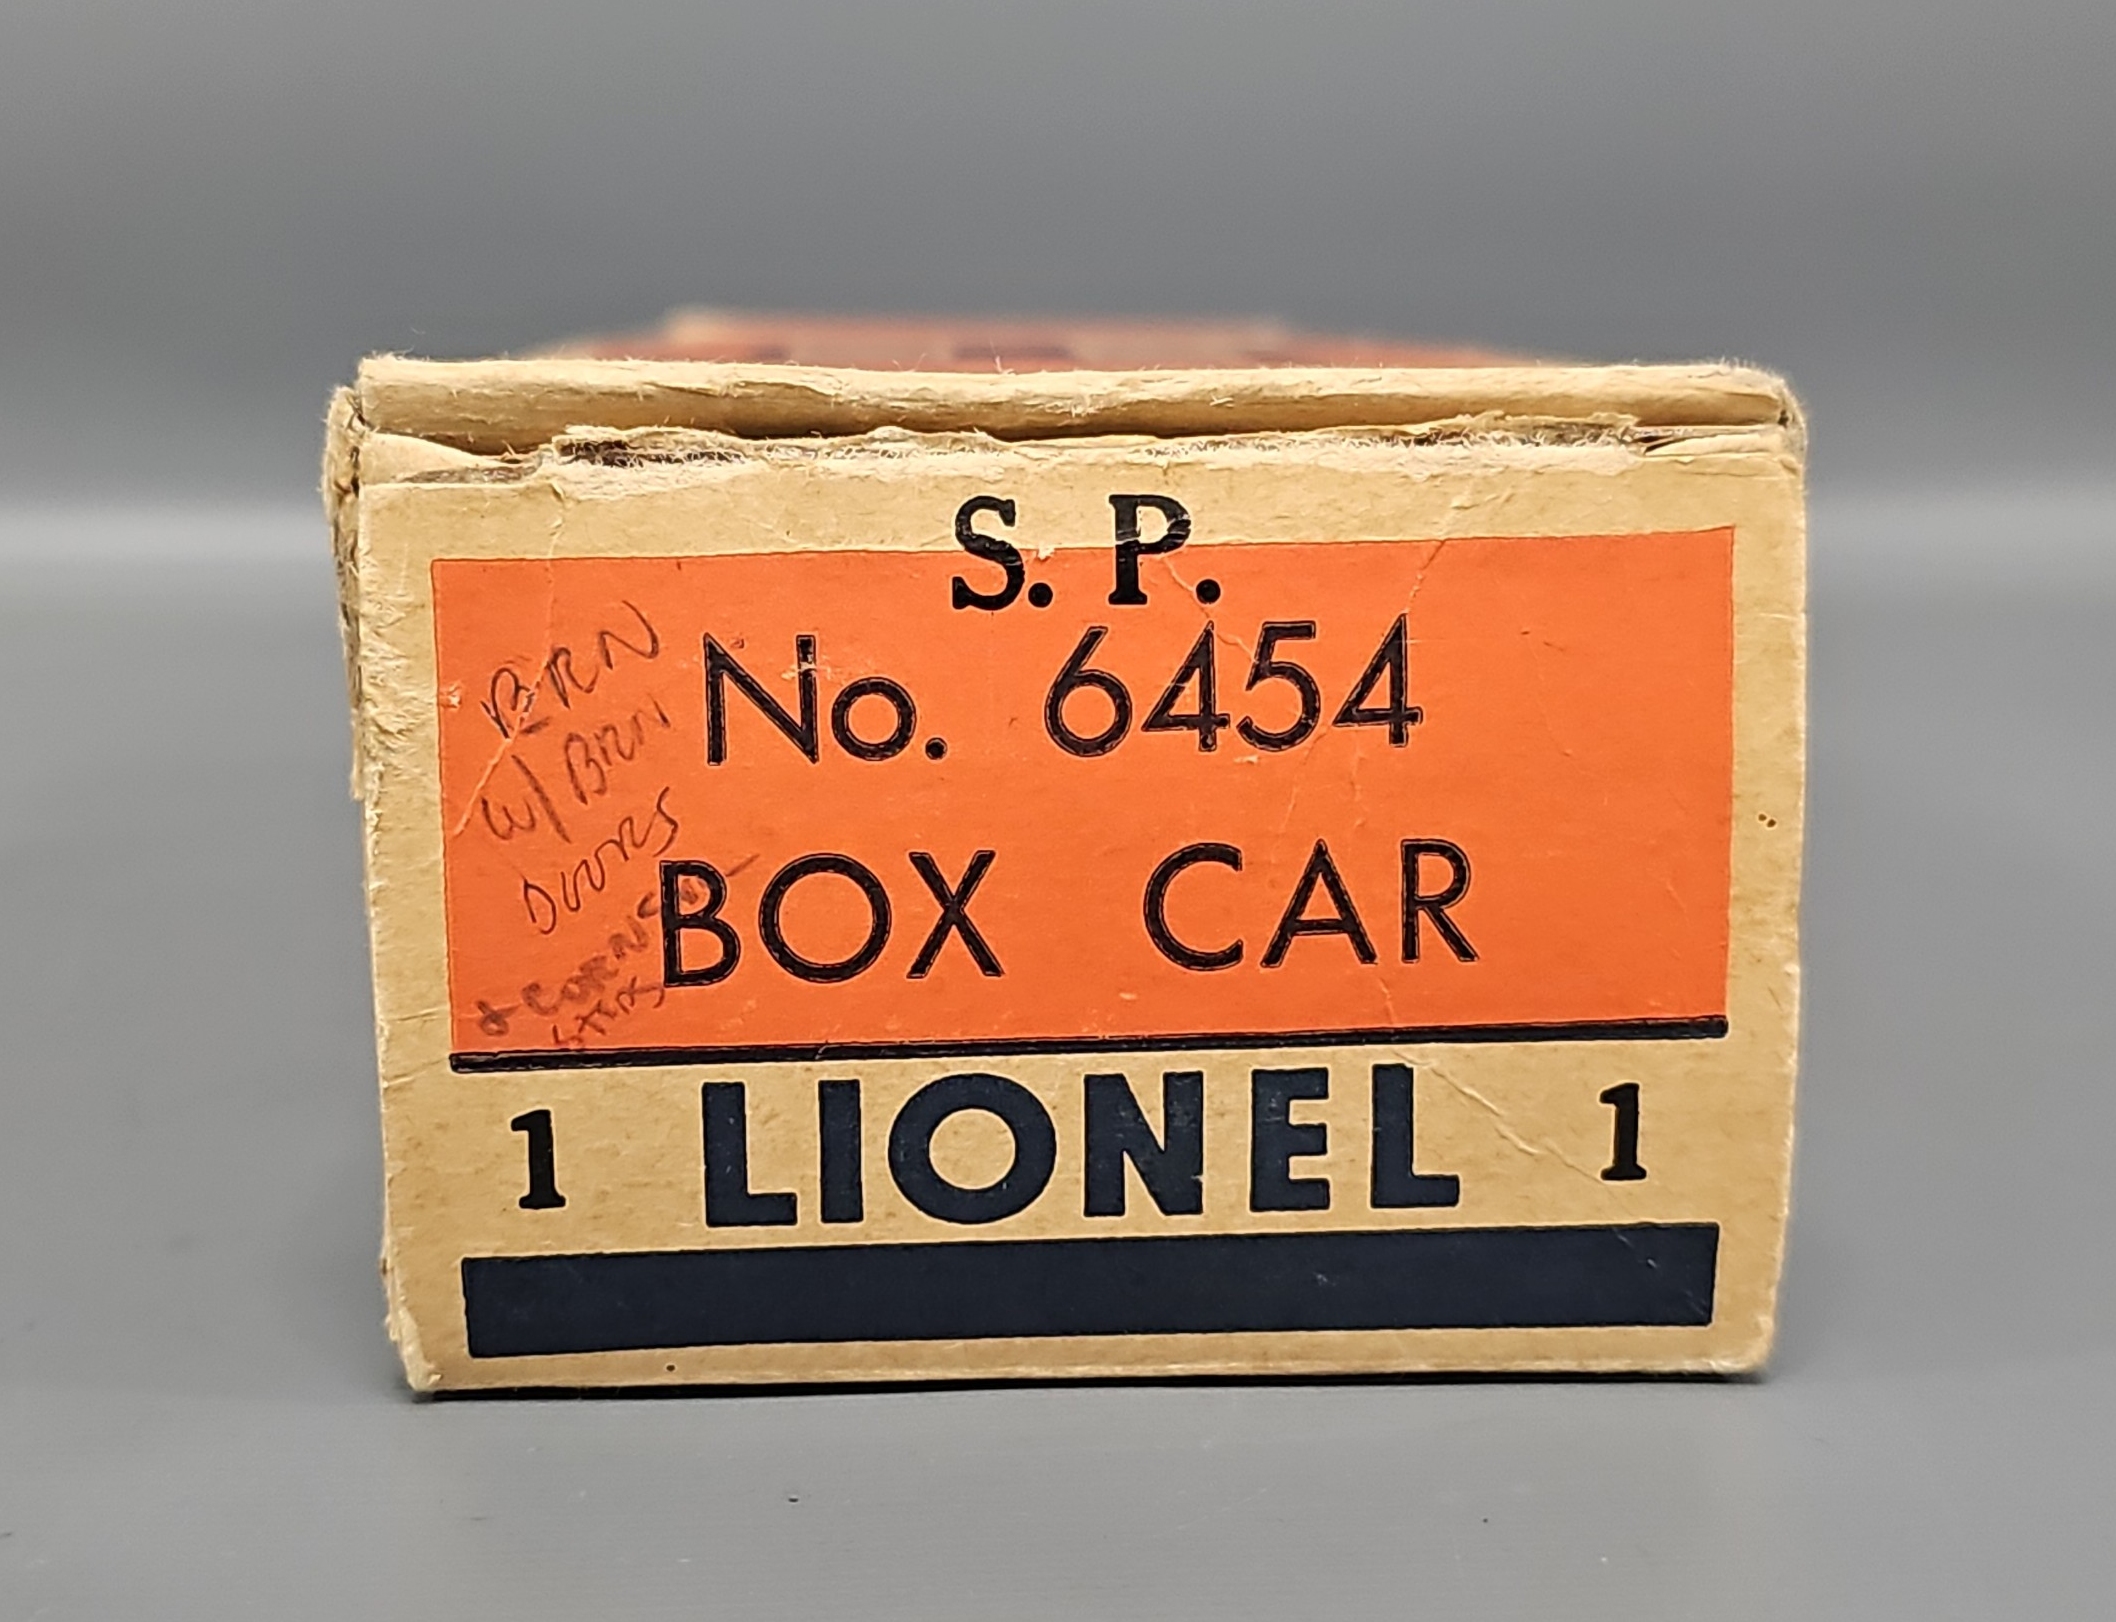 S. P.
No. 6454
BOX CAR
BRN
W/ BRN
DOORS
1 LIONEL 1